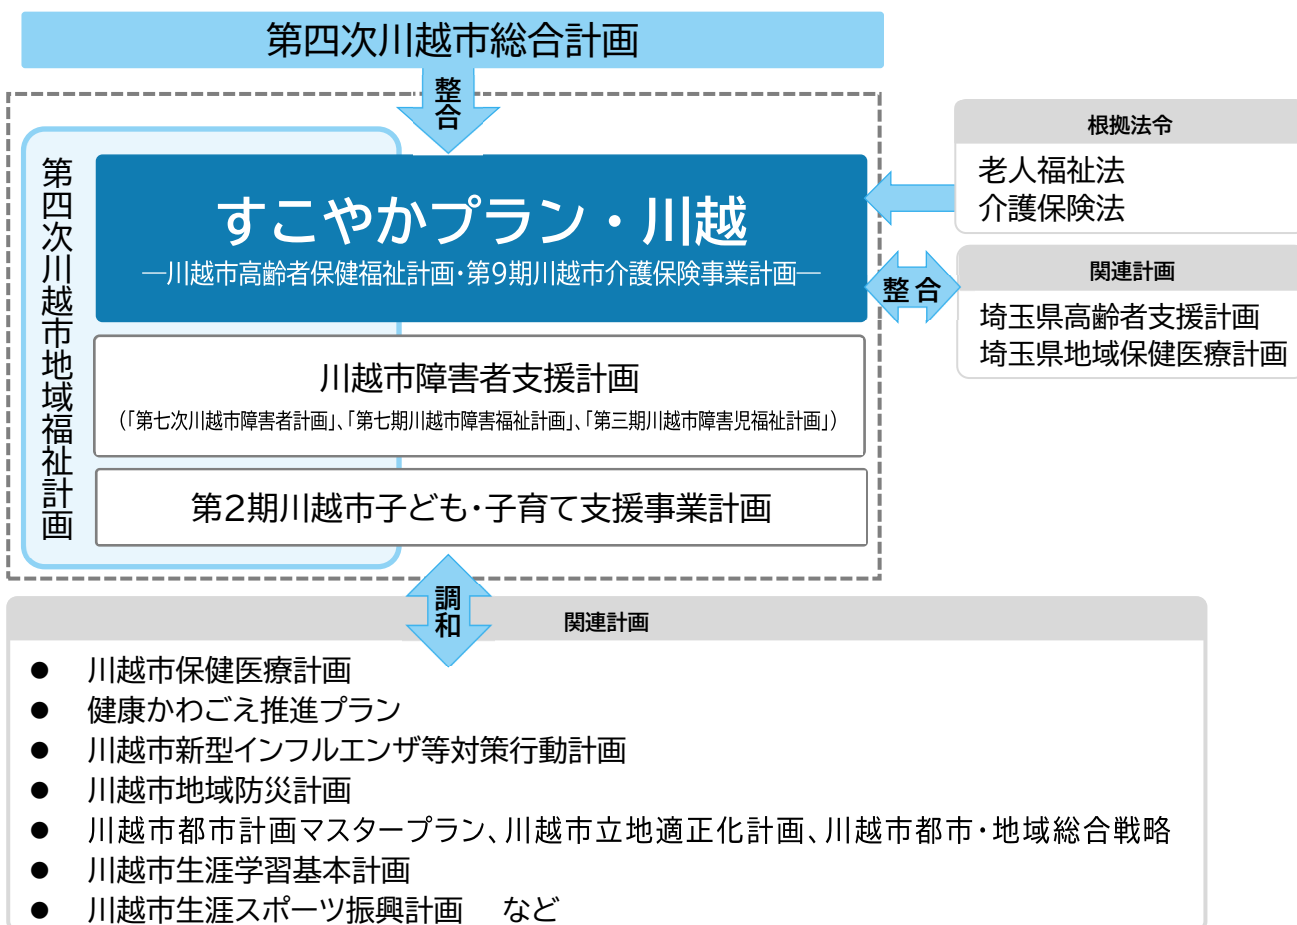 第四次川越市総合計画
整合
第四次川越市地域福祉計画
すこやかプラン・川越
―川越市高齢者保健福祉計画・第9期川越市介護保険事業計画―
川越市障害者支援計画
(「第七次川越市障害者計画」、「第七期川越市障害福祉計画」、「第三期川越市障害児福祉計画」)
第2期川越市子ども・子育て支援事業計画
根拠法令
老人福祉法
介護保険法
整合
関連計画
埼玉県高齢者支援計画
埼玉県地域保健医療計画
調和
関連計画
● 川越市保健医療計画
● 健康かわごえ推進プラン
● 川越市新型インフルエンザ等対策行動計画
● 川越市地域防災計画
● 川越市都市計画マスタープラン、川越市立地適正化計画、川越市都市・地域総合戦略
● 川越市生涯学習基本計画
● 川越市生涯スポーツ振興計画 など